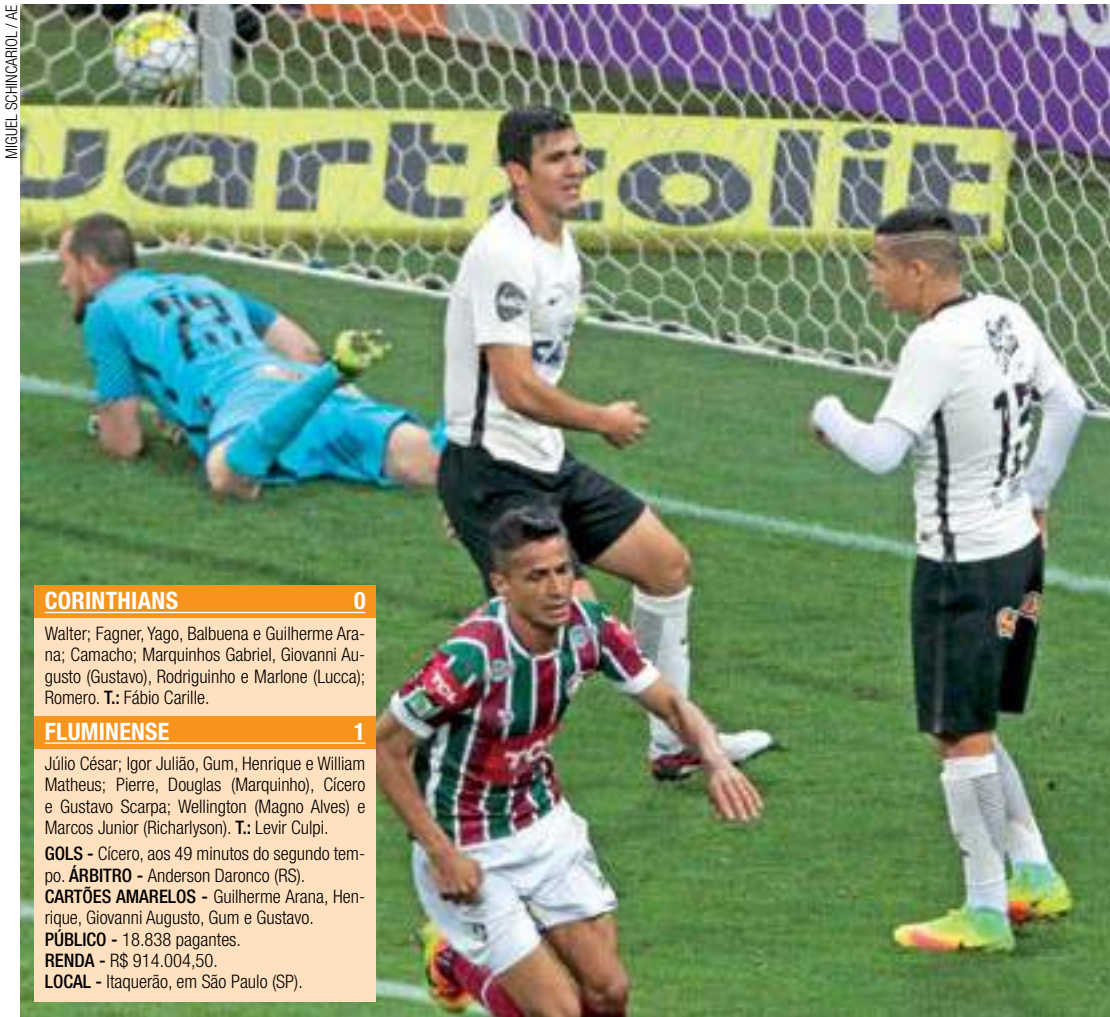 MIGUEL SCHINCARIOL / AE
uartzolit
TCL
CORINTHIANS 0
Walter; Fagner, Yago, Balbuena e Guilherme Ara-
na; Camacho; Marquinhos Gabriel, Giovanni Au-
gusto (Gustavo), Rodriguinho e Marlone (Lucca);
Romero. T.: Fábio Carille.
FLUMINENSE 1
Júlio César; Igor Julião, Gum, Henrique e William
Matheus; Pierre, Douglas (Marquinho), Cícero
e Gustavo Scarpa; Wellington (Magno Alves) e
Marcos Junior (Richarlyson). T.: Levir Culpi.
GOLS - Cícero, aos 49 minutos do segundo tem-
po. ÁRBITRO - Anderson Daronco (RS).
CARTÕES AMARELOS - Guilherme Arana, Hen-
rique, Giovanni Augusto, Gum e Gustavo.
PÚBLICO - 18.838 pagantes.
RENDA - R$ 914.004,50.
LOCAL - Itaquerão, em São Paulo (SP).